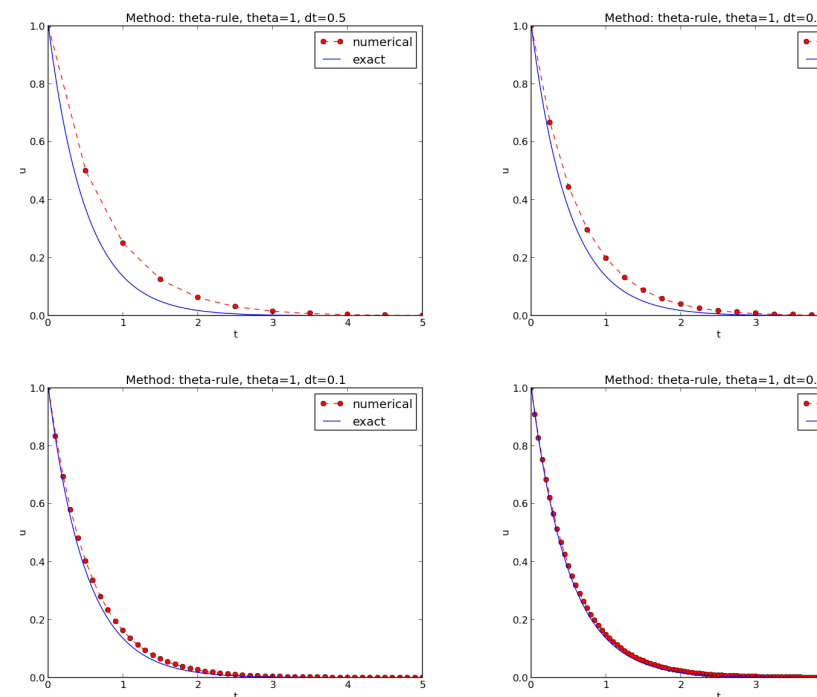 Method: theta-rule, theta=1, dt=0.5
numerical
exact
1.0
0.8
0.6
0.4
0.2
0.0
u
0 1 2 3 4 5
t
Method: theta-rule, theta=1, dt=0.
1.0
0.8
0.6
0.4
0.2
0.0
u
0 1 2 3
t
Method: theta-rule, theta=1, dt=0.1
numerical
exact
1.0
0.8
0.6
0.4
0.2
0.0
u
0 1 2 3 4 5
t
Method: theta-rule, theta=1, dt=0.
1.0
0.8
0.6
0.4
0.2
0.0
u
0 1 2 3
t